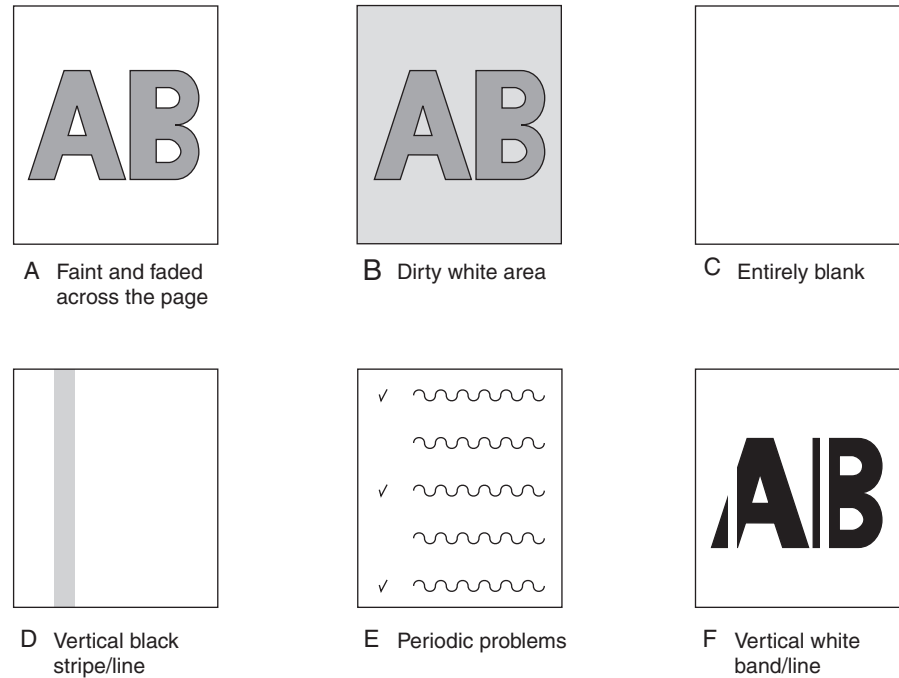 AB
AB
A Faint and faded
across the page
B Dirty white area
C Entirely blank
AB
D Vertical black
stripe/line
E Periodic problems
F Vertical white
band/line